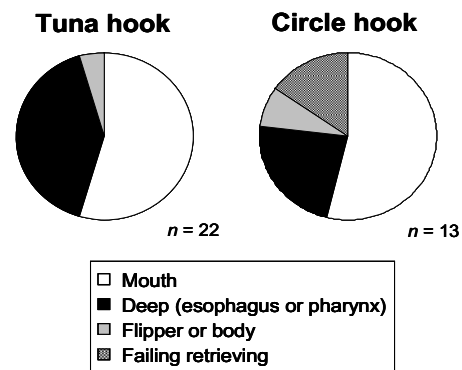 Tuna hook
Circle hook
n = 22
n = 13
Mouth
Deep (esophagus or pharynx)
Flipper or body
Failing retrieving